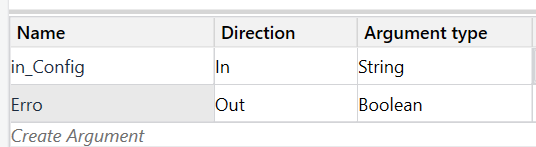 Name Direction Argument type
in_Config In String
Erro Out Boolean
Create Argument